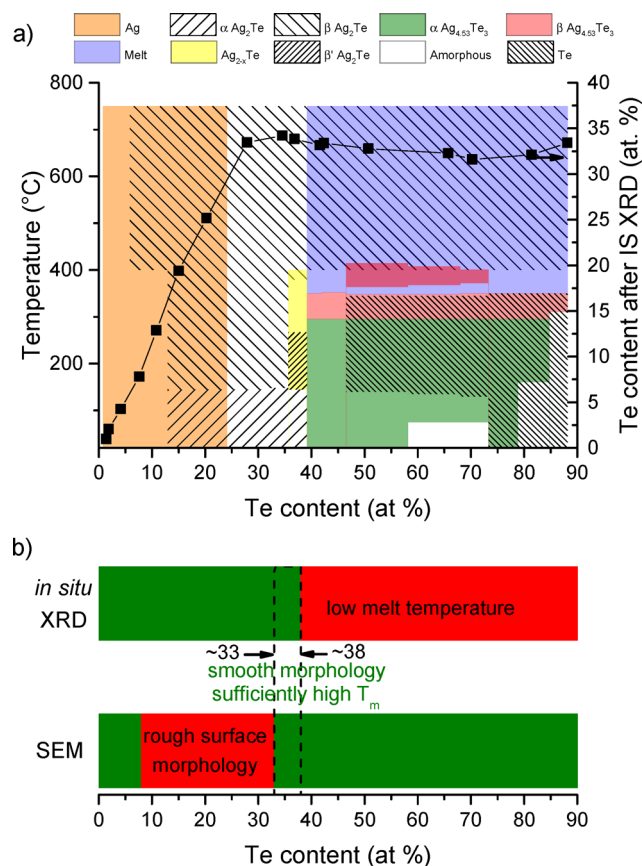 a)
Ag
α Ag2Te
β Ag2Te
α Ag4.53Te3
β Ag4.53Te3
Melt
Ag2-xTe
β' Ag2Te
Amorphous
Te
800
600
400
200
Temperature (°C)
40
35
30
25
20
15
10
5
0
Te content after IS XRD (at. %)
0 10 20 30 40 50 60 70 80 90
Te content (at %)
b)
in situ
XRD
low melt temperature
~33
~38
smooth morphology
sufficiently high Tm
SEM
rough surface
morphology
0 10 20 30 40 50 60 70 80 90
Te content (at %)